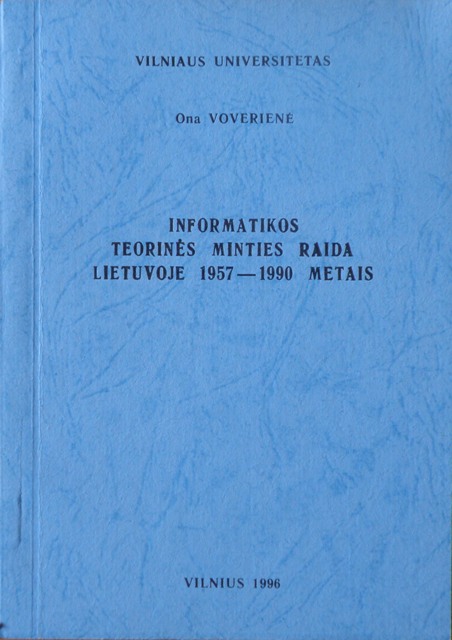 VILNIAUS UNIVERSITETAS
Ona VOVERIENĖ
INFORMATIKOS
TEORINĖS MINTIES RAIDA
LIETUVOJE 1957—1990 METAIS
VILNIUS 1996